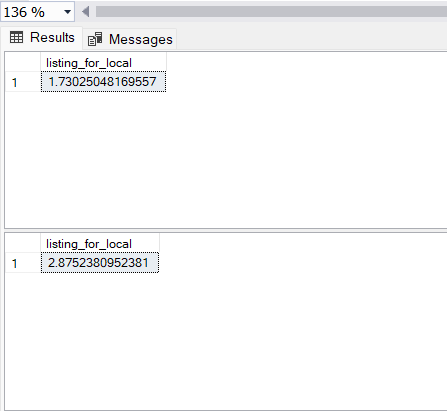 136 %
Results Messages
listing_for_local
1 1.73025048169557
listing_for_local
1 2.8752380952381